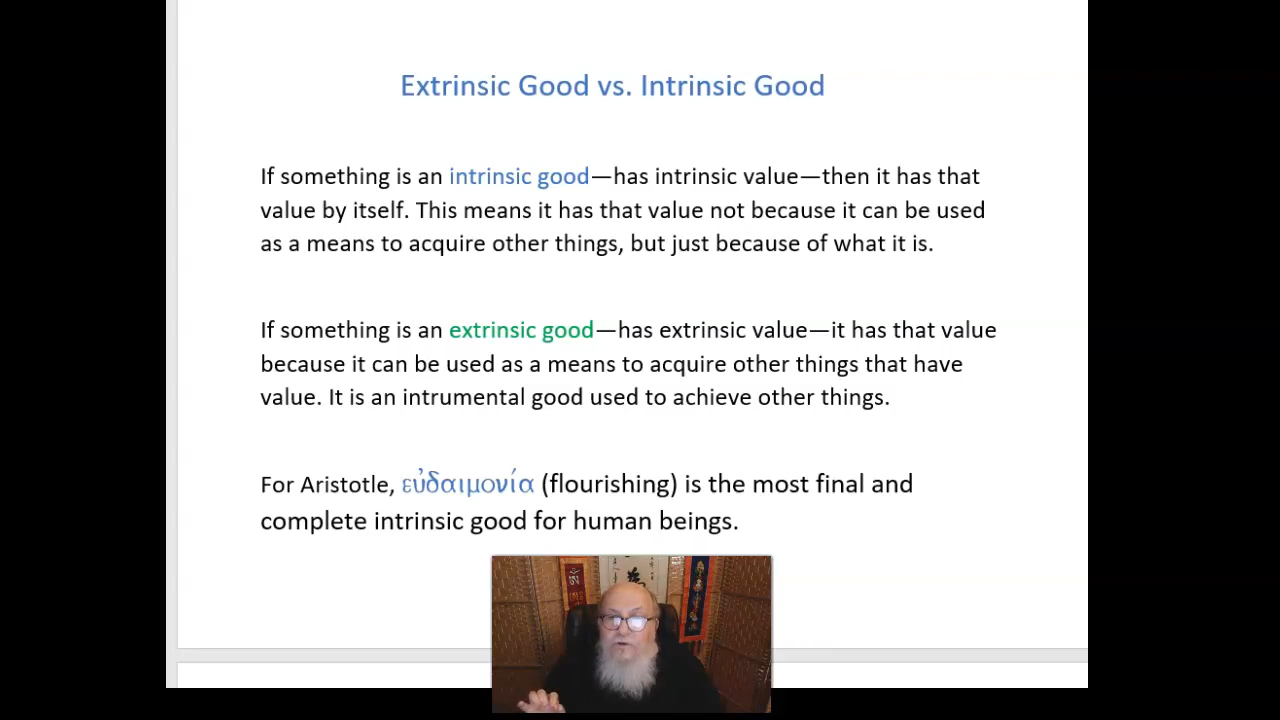 Extrinsic Good vs. Intrinsic Good
If something is an intrinsic good—has intrinsic value—then it has that
value by itself. This means it has that value not because it can be used
as a means to acquire other things, but just because of what it is.
If something is an extrinsic good—has extrinsic value—it has that value
because it can be used as a means to acquire other things that have
value. It is an intrumental good used to achieve other things.
For Aristotle, εὐδαιμονία (flourishing) is the most final and
complete intrinsic good for human beings.